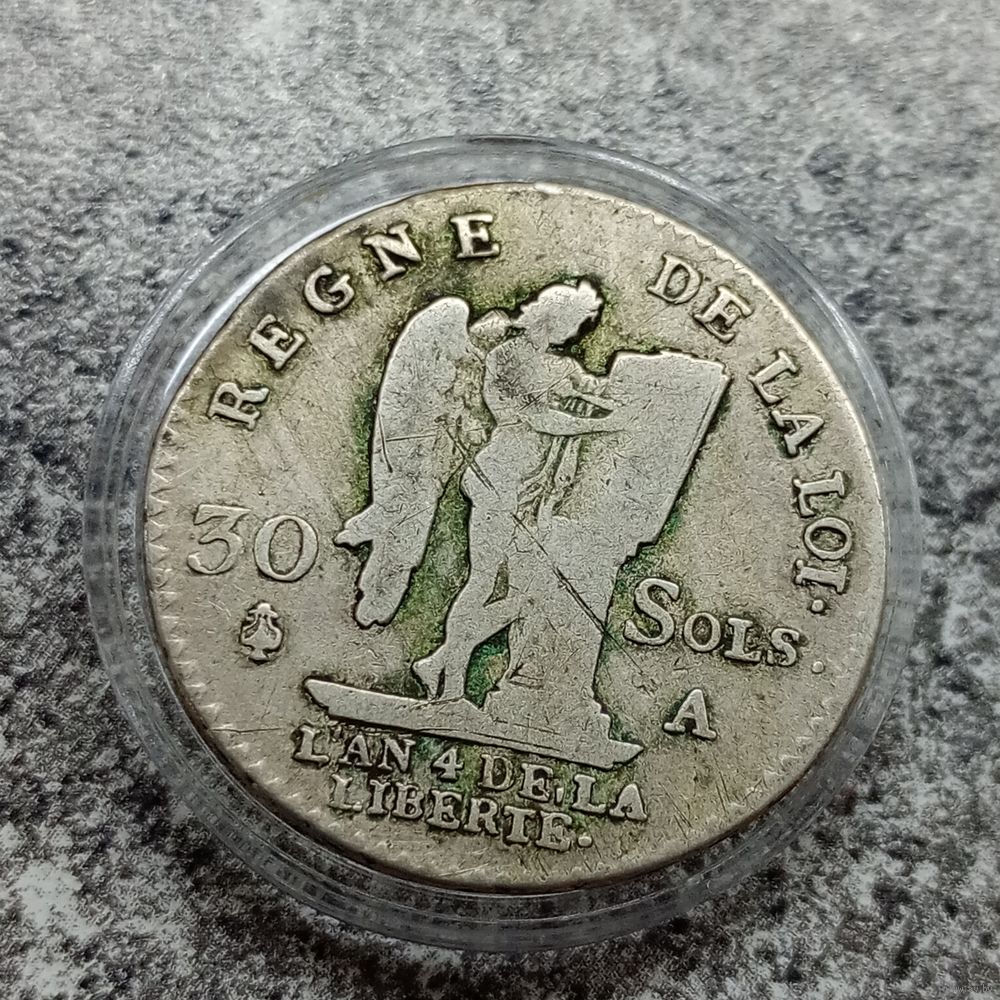 REGNE DE LA LOI.
30 SOLS.
A
L'AN 4 DE LA
LIBERTE.